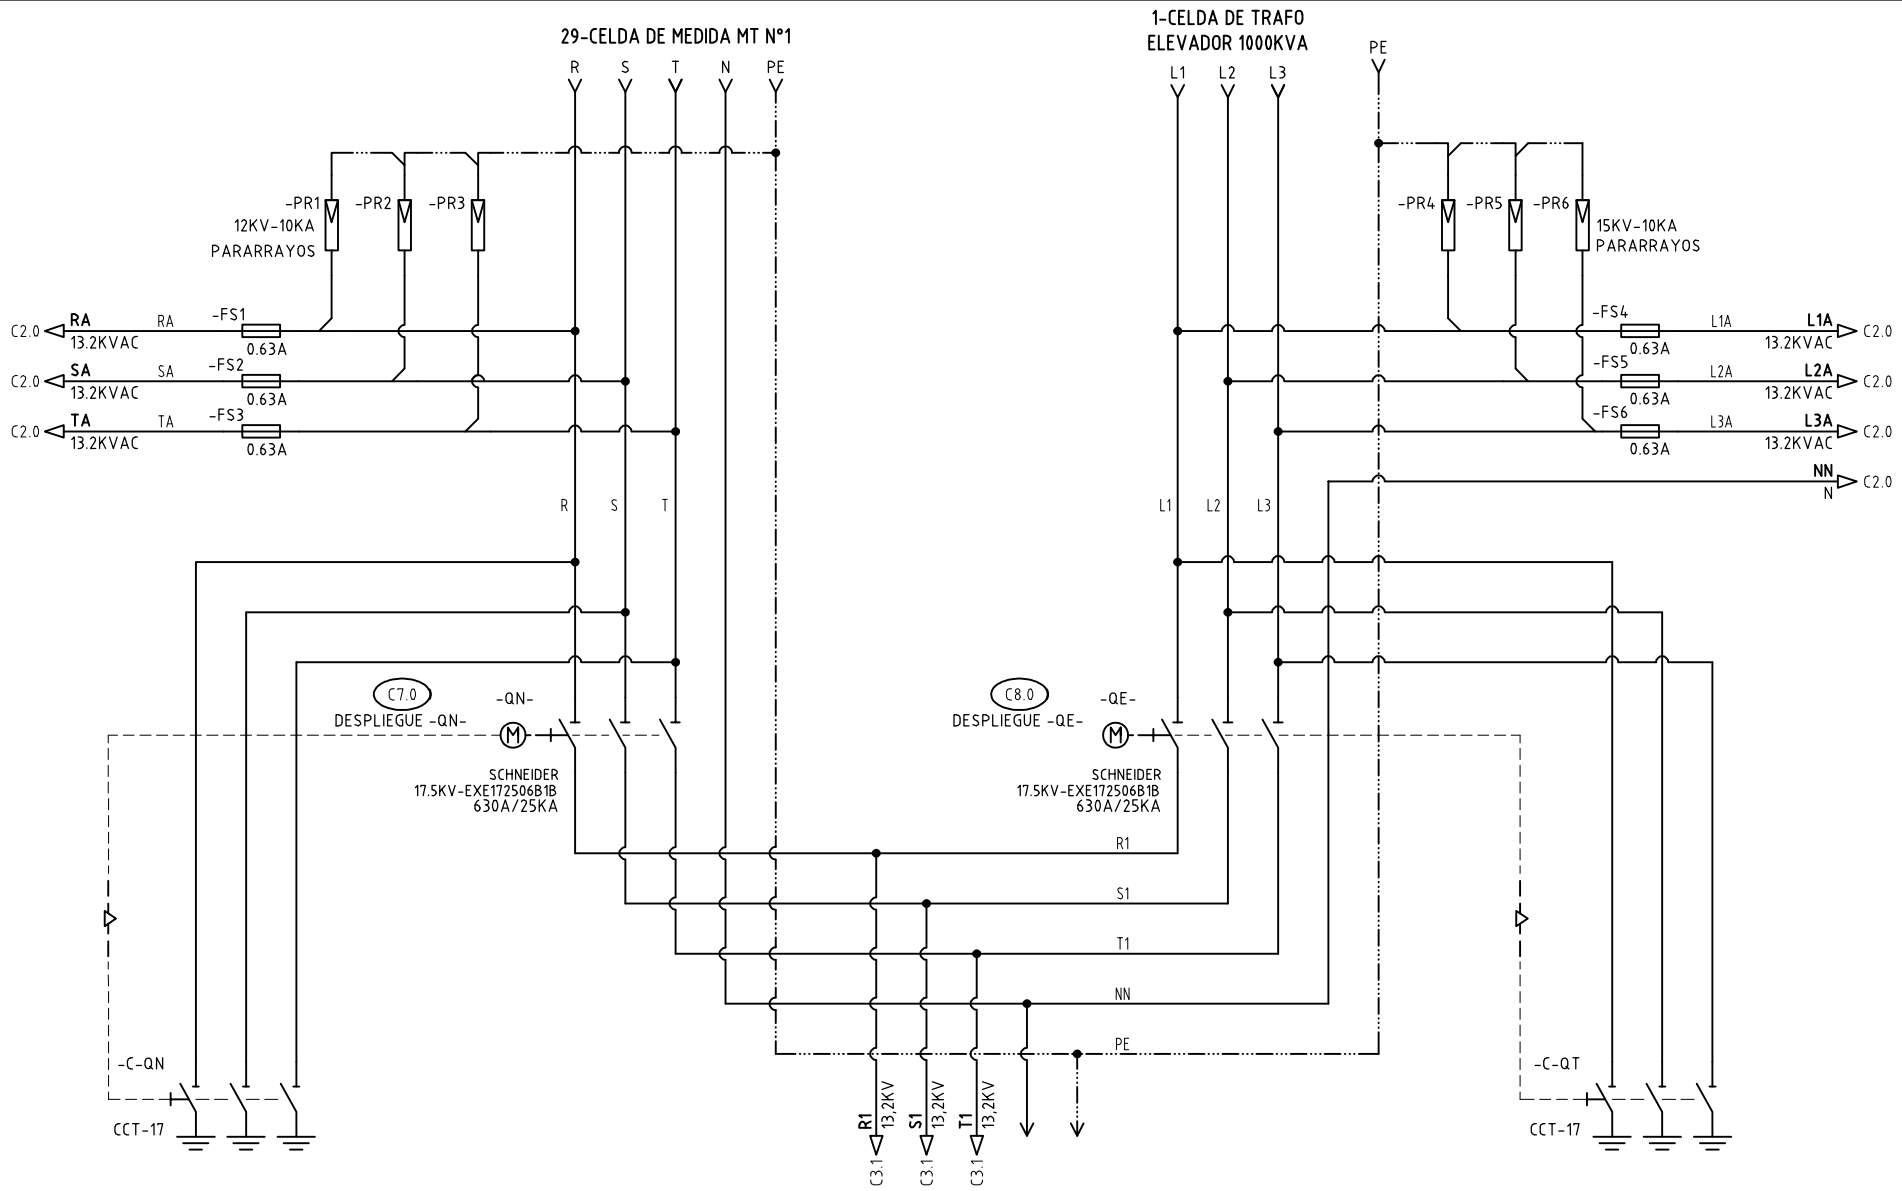 29-CELDA DE MEDIDA MT N°1
R S T N PE
1-CELDA DE TRAFO
ELEVADOR 1000KVA
L1 L2 L3
PE
-PR1
12KV-10KA
PARARRAYOS
-PR2
-PR3
-PR4
-PR5
-PR6
15KV-10KA
PARARRAYOS
C2.0
RA
13.2KVAC
RA
-FS1
0.63A
C2.0
SA
13.2KVAC
SA
-FS2
0.63A
C2.0
TA
13.2KVAC
TA
-FS3
0.63A
-FS4
0.63A
L1A
L1A
13.2KVAC
C2.0
-FS5
0.63A
L2A
L2A
13.2KVAC
C2.0
-FS6
0.63A
L3A
L3A
13.2KVAC
C2.0
NN
N
C2.0
R S T
L1 L2 L3
C7.0
DESPLIEGUE -QN-
-QN-
M
SCHNEIDER
17.5KV-EXE172506B1B
630A/25KA
C8.0
DESPLIEGUE -QE-
-QE-
M
SCHNEIDER
17.5KV-EXE172506B1B
630A/25KA
R1
S1
T1
NN
PE
-C-QN
CCT-17
R1
13,2KV
C3.1
S1
13,2KV
C3.1
T1
13,2KV
C3.1
-C-QT
CCT-17